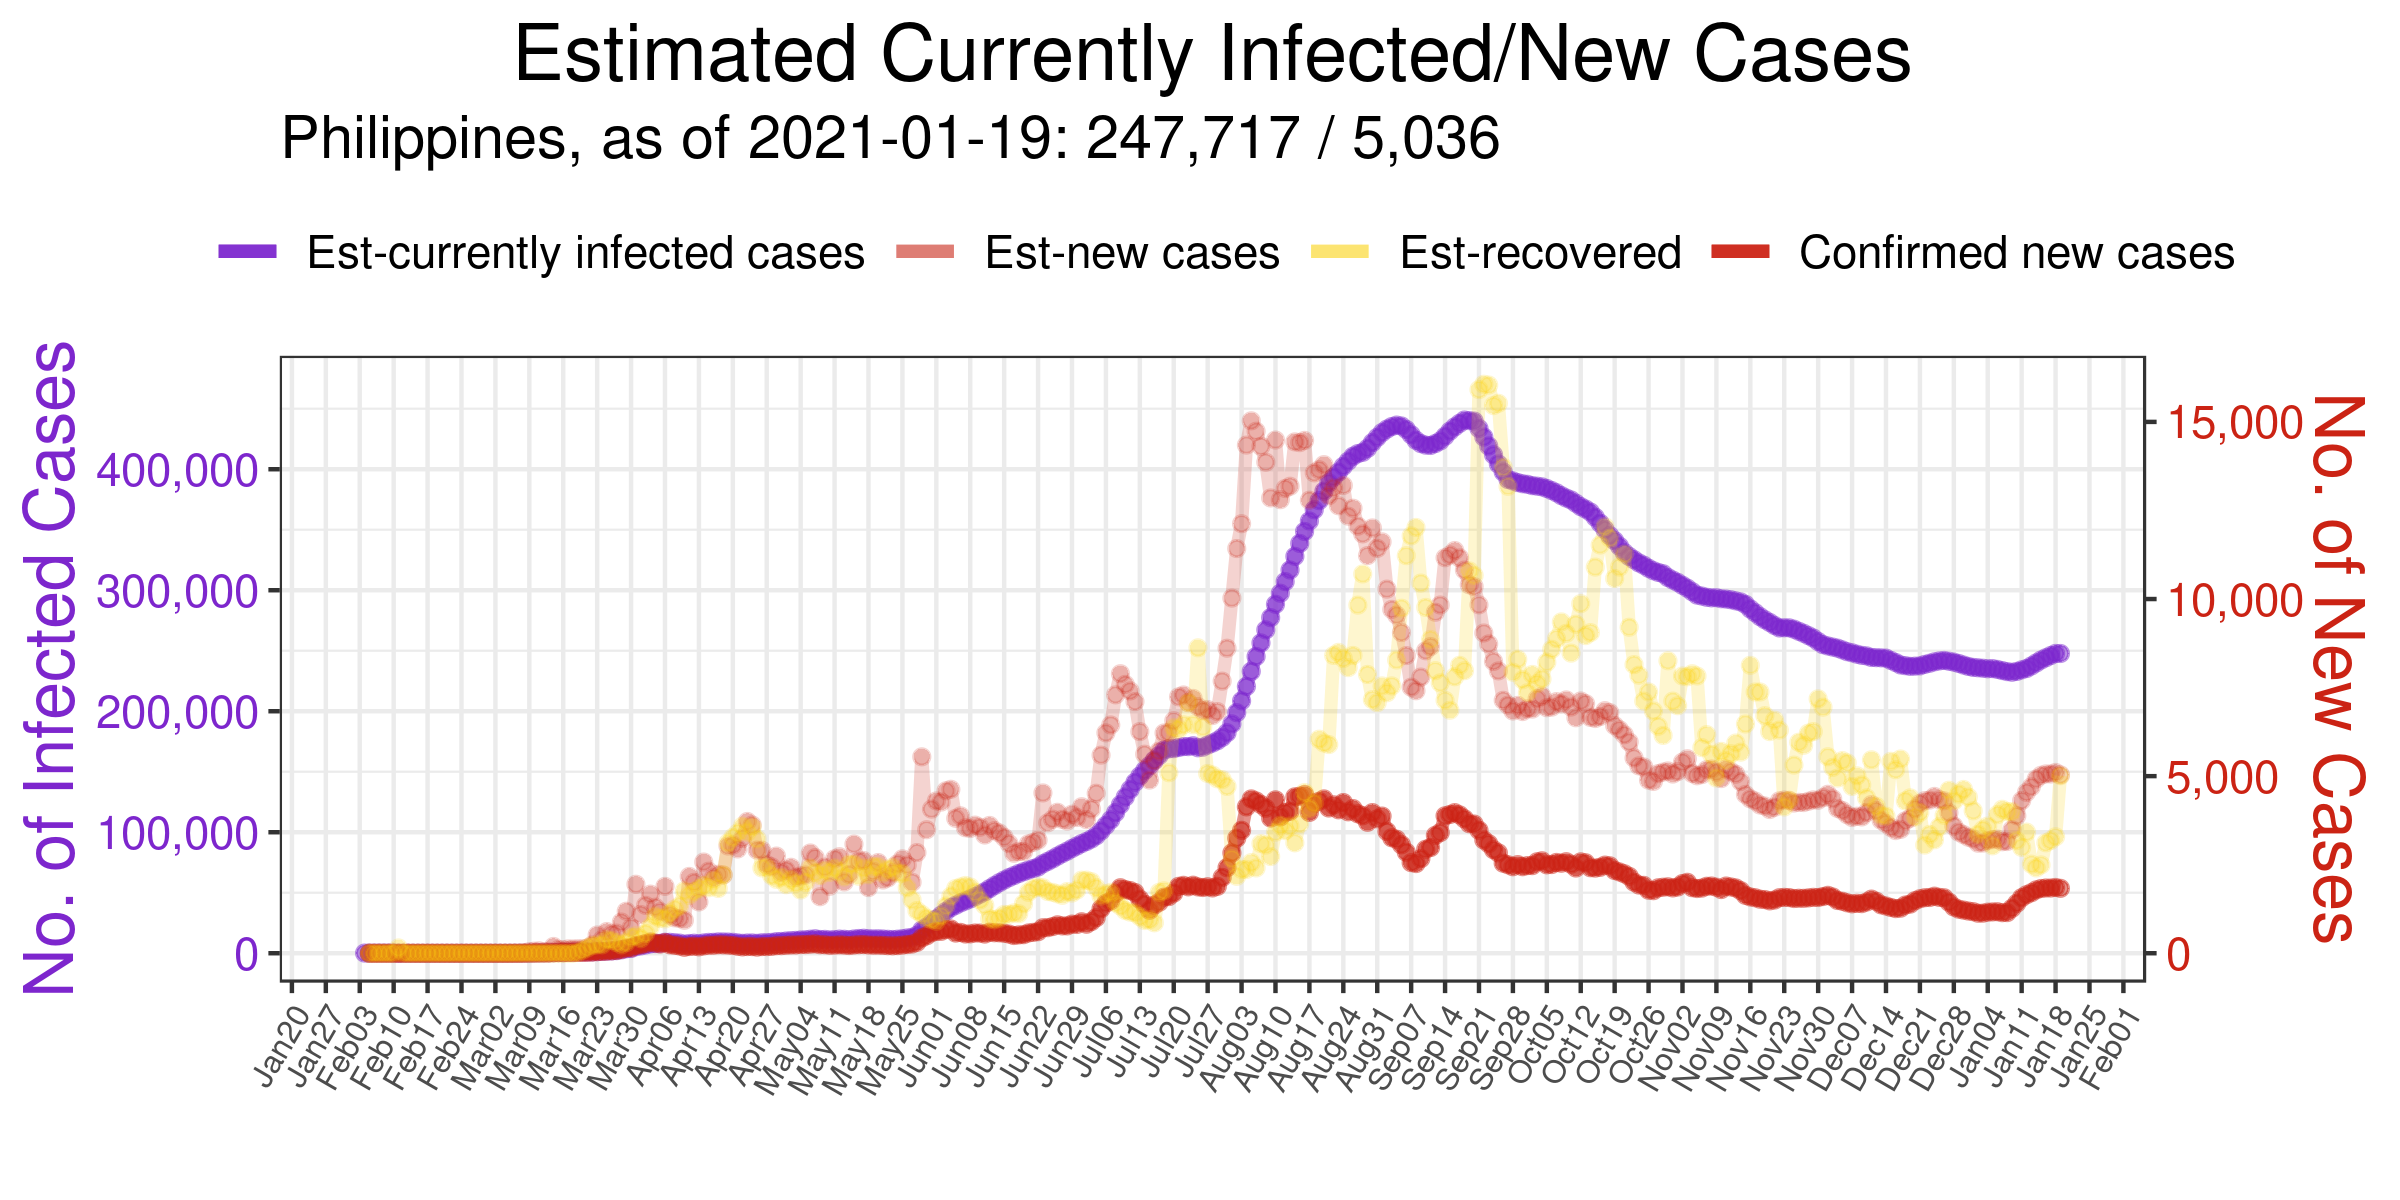 Estimated Currently Infected/New Cases
Philippines, as of 2021-01-19: 247,717 / 5,036
Est-currently infected cases Est-new cases Est-recovered Confirmed new cases
No. of Infected Cases
400,000
300,000
200,000
100,000
0
15,000
10,000
5,000
0
No. of New Cases
Jan20 Jan27 Feb03 Feb10 Feb17 Feb24 Mar02 Mar09 Mar16 Mar23 Mar30 Apr06 Apr13 Apr20 Apr27 May04 May11 May18 May25 Jun01 Jun08 Jun15 Jun22 Jun29 Jul06 Jul13 Jul20 Jul27 Aug03 Aug10 Aug17 Aug24 Aug31 Sep07 Sep14 Sep21 Sep28 Oct05 Oct12 Oct19 Oct26 Nov02 Nov09 Nov16 Nov23 Nov30 Dec07 Dec14 Dec21 Dec28 Jan04 Jan11 Jan18 Jan25 Feb01